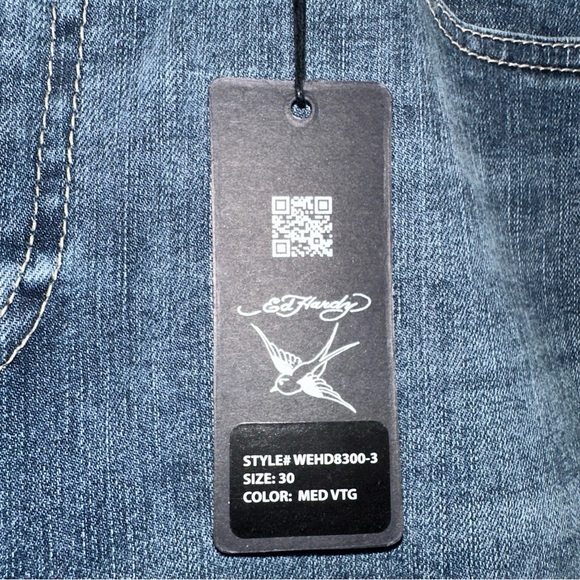 Ed Hardy
STYLE# WEHD8300-3
SIZE: 30
COLOR: MED VTG